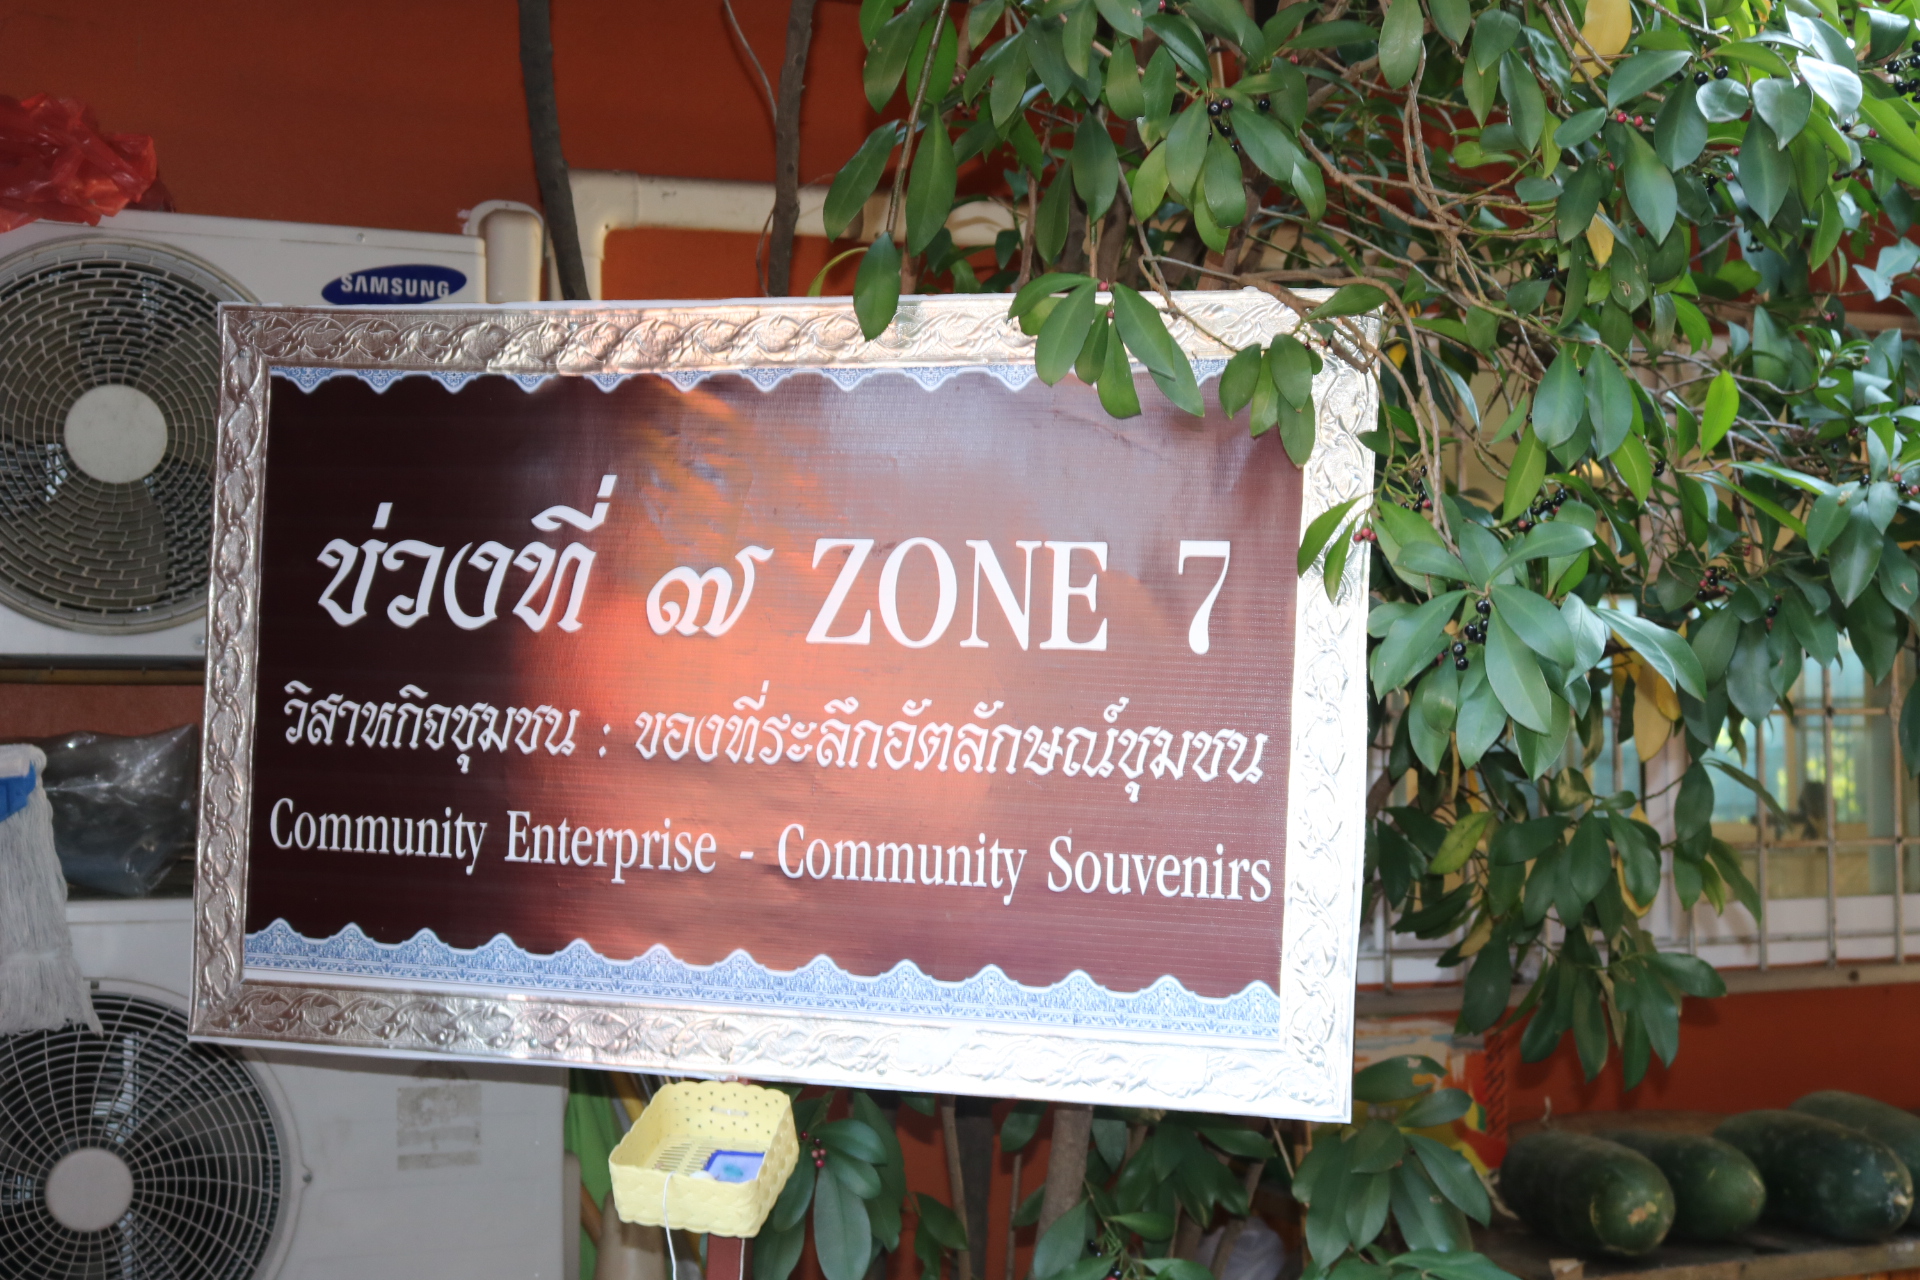 SAMSUNG
ช่วงที่ ๗ ZONE 7
วิสาหกิจชุมชน : ของที่ระลึกอัตลักษณ์ชุมชน
Community Enterprise - Community Souvenirs